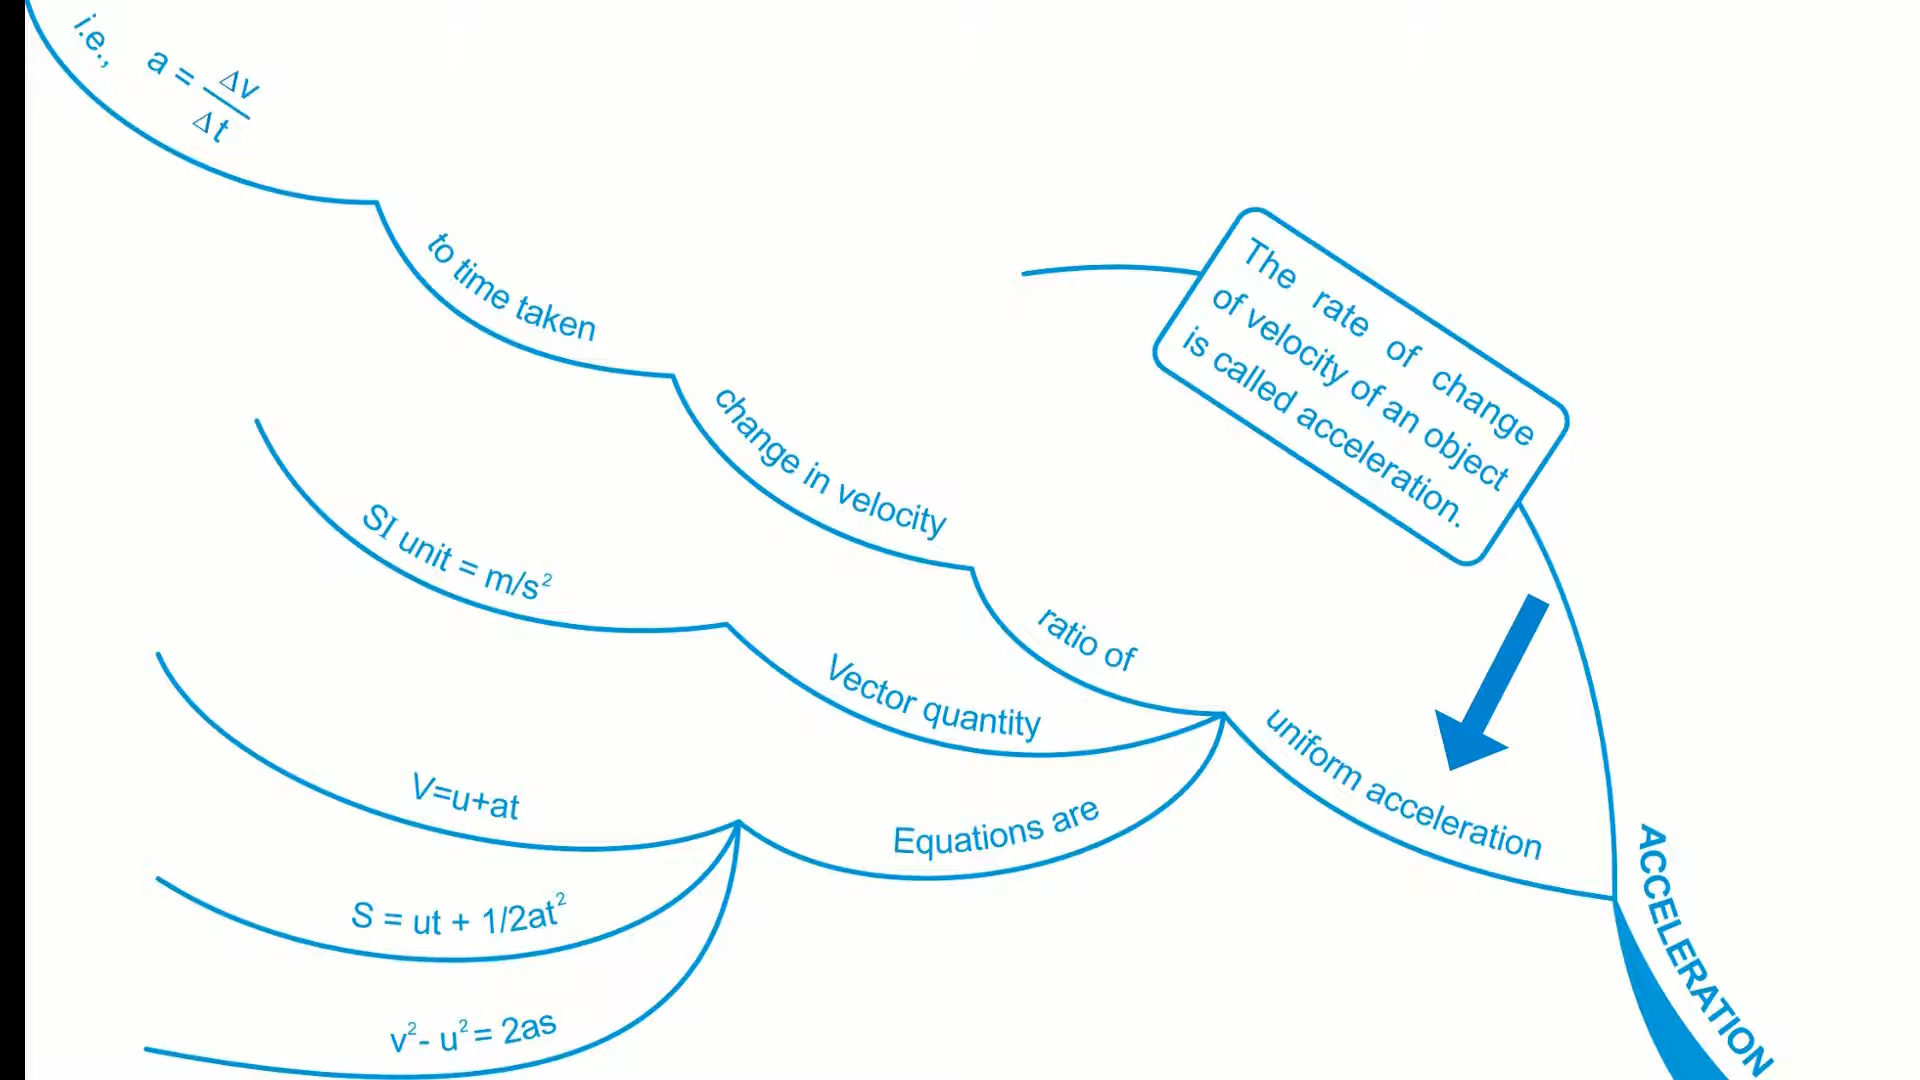 i.e., a = Δv
Δt
to time taken
change in velocity
ratio of
The rate of change
of velocity of an object
is called acceleration.
SI unit = m/s²
Vector quantity
uniform acceleration
V=u+at
Equations are
S = ut + 1/2at²
v²- u²= 2as
ACCELERATION